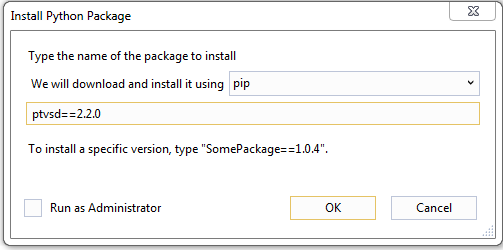 Install Python Package
Type the name of the package to install
We will download and install it using pip
ptvsd==2.2.0
To install a specific version, type "SomePackage==1.0.4".
Run as Administrator OK Cancel